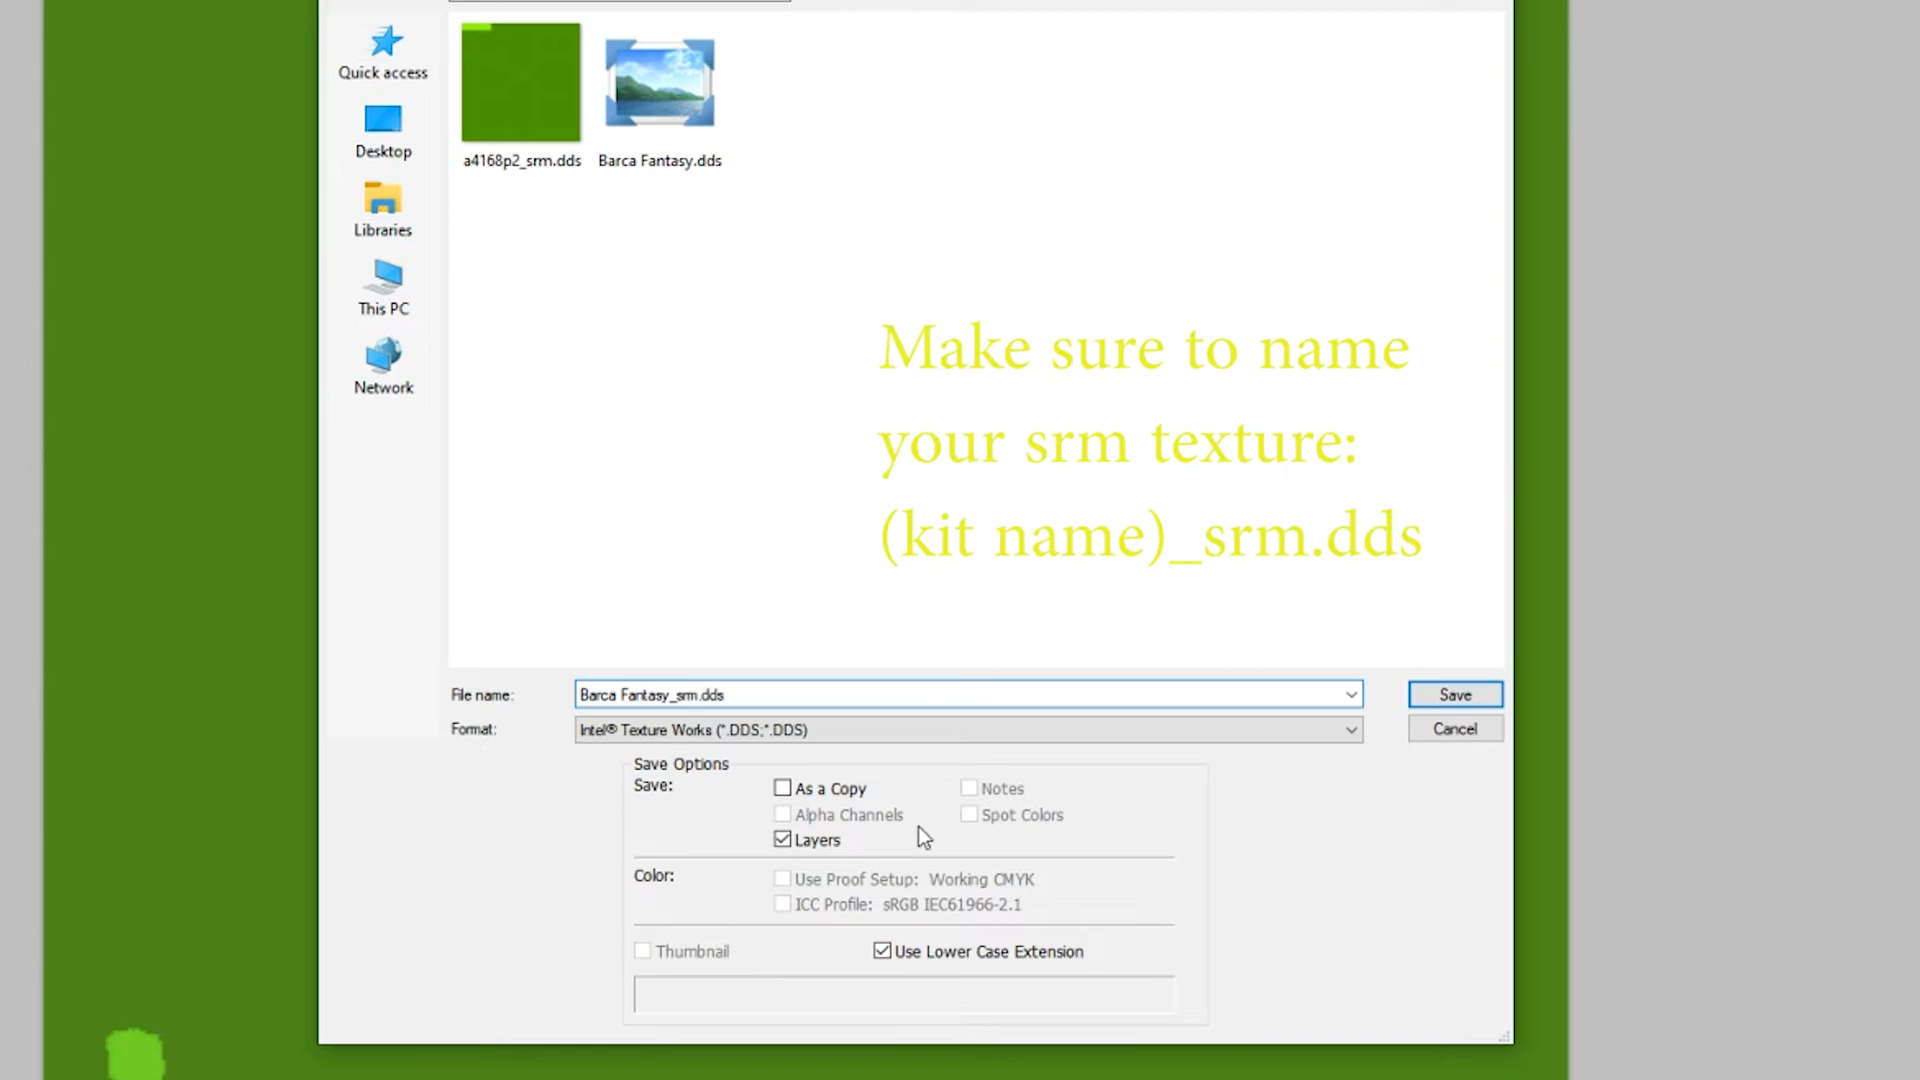 Quick access
Desktop
Libraries
This PC
Network
a4168p2_srm.dds
Barca Fantasy.dds
Make sure to name
your srm texture:
(kit name)_srm.dds
File name:
Barca Fantasy_srm.dds
Save
Format:
Intel® Texture Works (*.DDS;*.DDS)
Cancel
Save Options
Save:
As a Copy
Notes
Alpha Channels
Spot Colors
Layers
Color:
Use Proof Setup: Working CMYK
ICC Profile: sRGB IEC61966-2.1
Thumbnail
Use Lower Case Extension